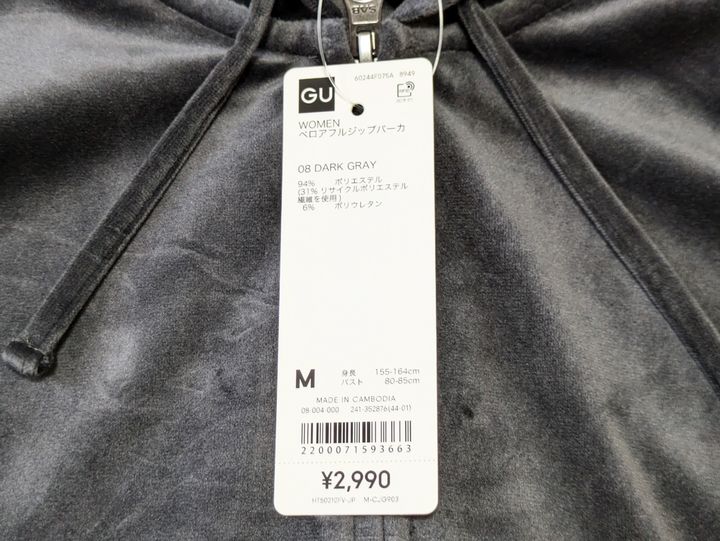 SAB
60244F075A 8949
GU
WOMEN
ベロアフルジップパーカ
08 DARK GRAY
94% ポリエステル
(31% リサイクルポリエステル
繊維を使用)
6% ポリウレタン
M 身長 155-164cm
バスト 80-85cm
MADE IN CAMBODIA
08-004-000 241-352876(44-01)
2200071593663
¥2,990